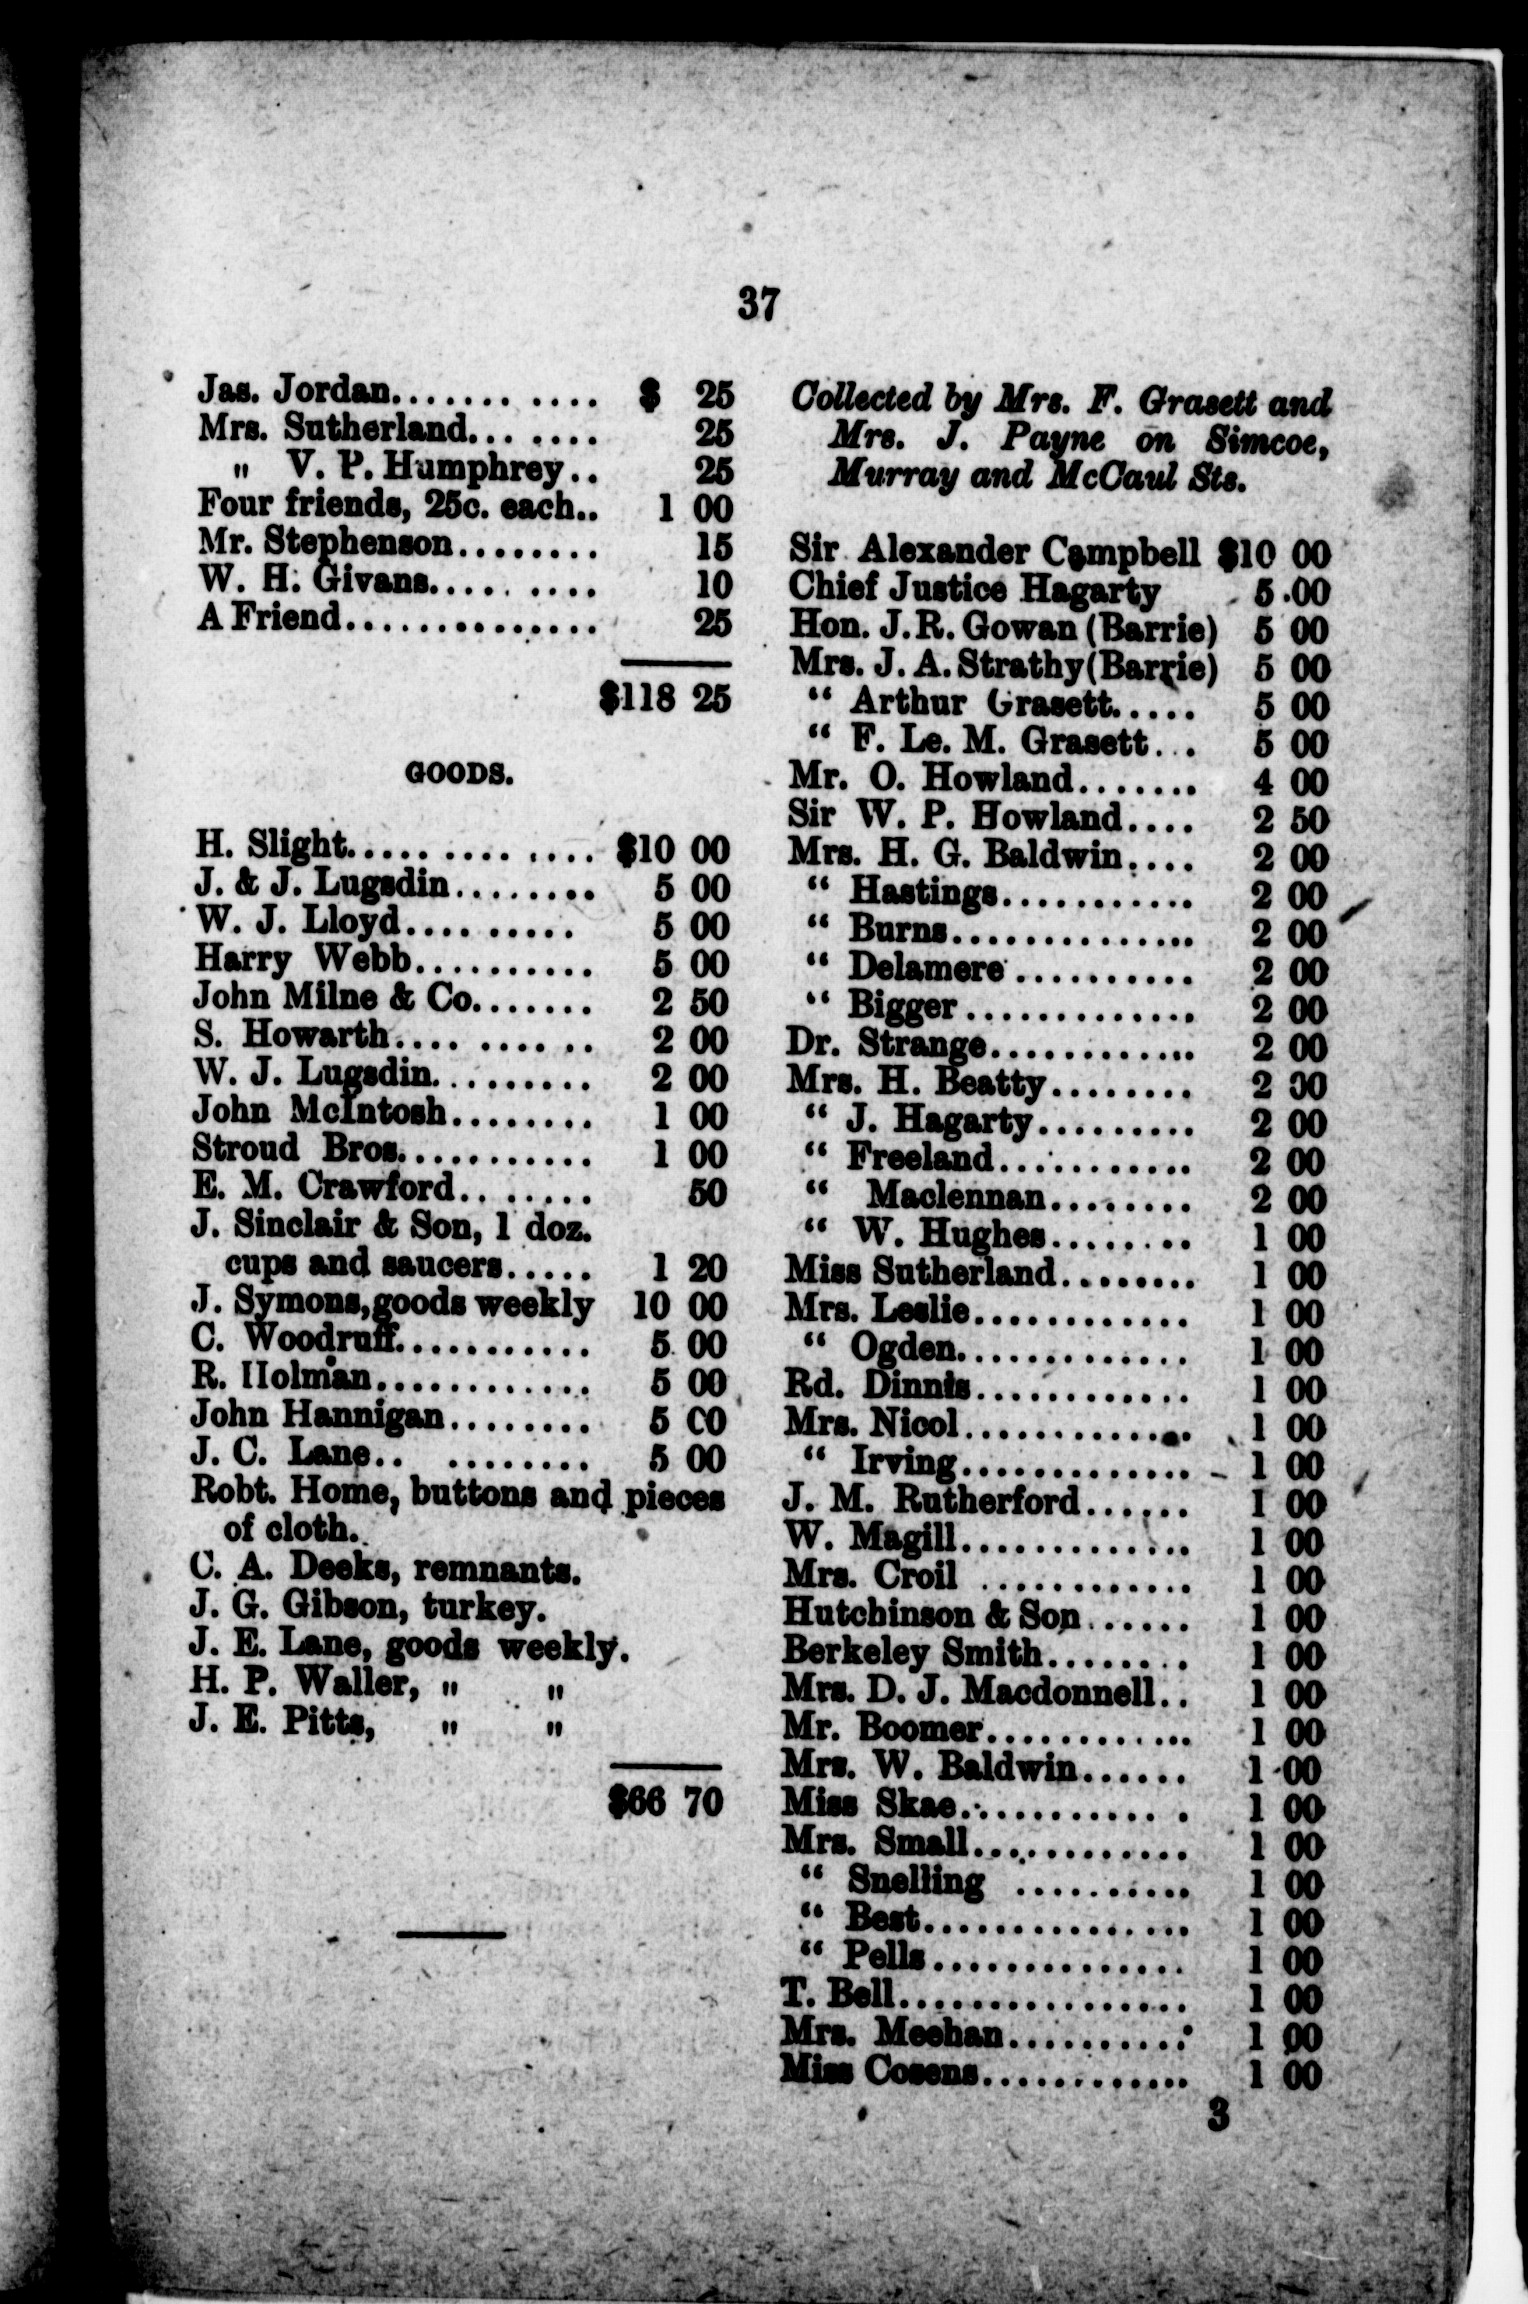 37
Jas. Jordan........... $ 25
Mrs. Sutherland....... 25
" V. P. Humphrey.. 25
Four friends, 25c. each.. 1 00
Mr. Stephenson........ 15
W. H. Givans......... 10
A Friend.............. 25
$118 25
GOODS.
H. Slight.............. $10 00
J. & J. Lugsdin........ 5 00
W. J. Lloyd......... 5 00
Harry Webb.......... 5 00
John Milne & Co....... 2 50
S. Howarth.......... 2 00
W. J. Lugsdin......... 2 00
John McIntosh........ 1 00
Stroud Bros........... 1 00
E. M. Crawford........ 50
J. Sinclair & Son, 1 doz.
cups and saucers..... 1 20
J. Symons, goods weekly 10 00
C. Woodruff........... 5 00
R. Holman............ 5 00
John Hannigan........ 5 00
J. C. Lane.. ........ 5 00
Robt. Home, buttons and pieces
of cloth.
C. A. Deeks, remnants.
J. G. Gibson, turkey.
J. E. Lane, goods weekly.
H. P. Waller, " "
J. E. Pitts, " "
$66 70
Collected by Mrs. F. Grasett and
Mrs. J. Payne on Simcoe,
Murray and McCaul Sts.
Sir Alexander Campbell $10 00
Chief Justice Hagarty 5 00
Hon. J. R. Gowan (Barrie) 5 00
Mrs. J. A. Strathy (Barrie) 5 00
" Arthur Grasett..... 5 00
" F. Le. M. Grasett... 5 00
Mr. O. Howland....... 4 00
Sir W. P. Howland.... 2 50
Mrs. H. G. Baldwin.... 2 00
" Hastings........... 2 00
" Burns.............. 2 00
" Delamere.......... 2 00
" Bigger............. 2 00
Dr. Strange............ 2 00
Mrs. H. Beatty........ 2 00
" J. Hagarty......... 2 00
" Freeland........... 2 00
" Maclennan........ 2 00
" W. Hughes........ 1 00
Miss Sutherland........ 1 00
Mrs. Leslie............ 1 00
" Ogden............. 1 00
Rd. Dinnis............ 1 00
Mrs. Nicol............. 1 00
" Irving............. 1 00
J. M. Rutherford...... 1 00
W. Magill............. 1 00
Mrs. Croil ............ 1 00
Hutchinson & Son...... 1 00
Berkeley Smith........ 1 00
Mrs. D. J. Macdonnell.. 1 00
Mr. Boomer............ 1 00
Mrs. W. Baldwin...... 1 00
Miss Skae............ 1 00
Mrs. Small............ 1 00
" Snelling .......... 1 00
" Best............... 1 00
" Pells.............. 1 00
T. Bell................ 1 00
Mrs. Meehan.......... 1 00
Miss Cosens............ 1 00
3